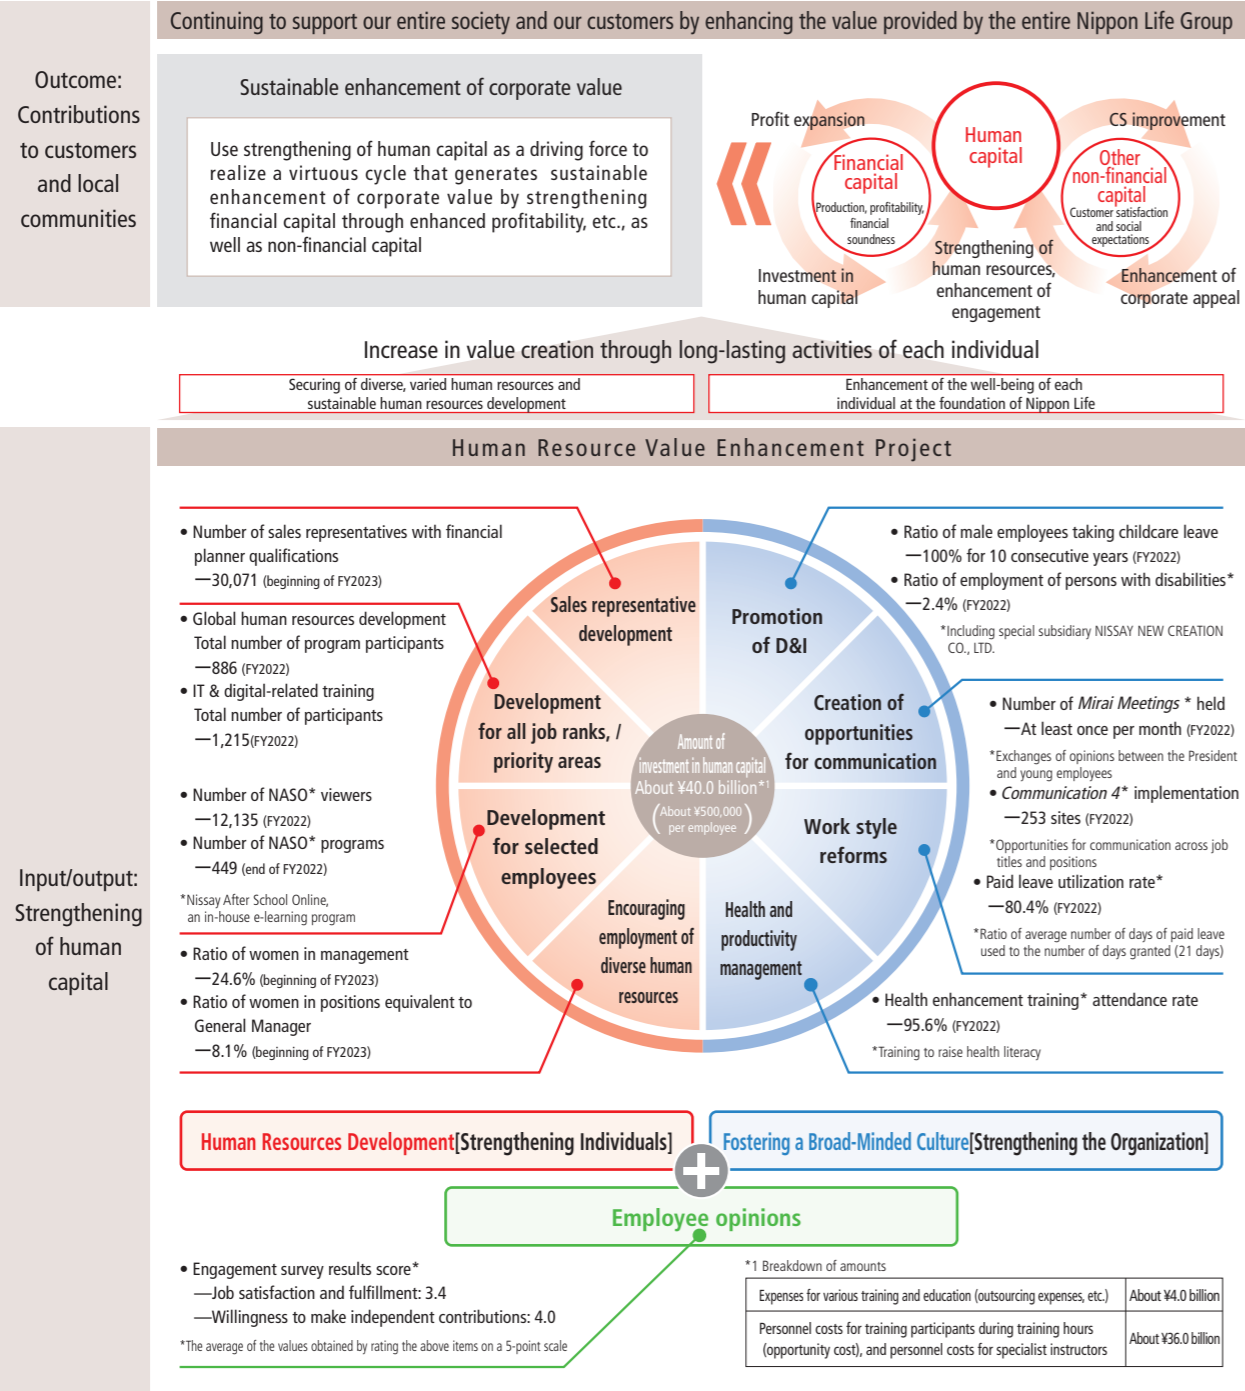 Continuing to support our entire society and our customers by enhancing the value provided by the entire Nippon Life Group
Outcome:
Contributions
to customers
and local
communities
Sustainable enhancement of corporate value
Use strengthening of human capital as a driving force to
realize a virtuous cycle that generates sustainable
enhancement of corporate value by strengthening
financial capital through enhanced profitability, etc., as
well as non-financial capital
Profit expansion
Human
capital
CS improvement
Financial
capital
Production, profitability,
financial
soundness
Other
non-financial
capital
Customer satisfaction
and social
expectations
Investment in
human capital
Strengthening of
human resources,
enhancement of
engagement
Enhancement of
corporate appeal
Increase in value creation through long-lasting activities of each individual
Securing of diverse, varied human resources and
sustainable human resources development
Enhancement of the well-being of each
individual at the foundation of Nippon Life
Input/output:
Strengthening
of human
capital
Human Resource Value Enhancement Project
• Number of sales representatives with financial
planner qualifications
—30,071 (beginning of FY2023)
• Global human resources development
Total number of program participants
—886 (FY2022)
• IT & digital-related training
Total number of participants
—1,215(FY2022)
• Number of NASO* viewers
—12,135 (FY2022)
• Number of NASO* programs
—449 (end of FY2022)
*Nissay After School Online,
an in-house e-learning program
• Ratio of women in management
—24.6% (beginning of FY2023)
• Ratio of women in positions equivalent to
General Manager
—8.1% (beginning of FY2023)
Sales representative
development
Development
for all job ranks, /
priority areas
Development
for selected
employees
Encouraging
employment of
diverse human
resources
Amount of
investment in human capital
About ¥40.0 billion*1
(About ¥500,000
per employee)
Promotion
of D&I
Creation of
opportunities
for communication
Work style
reforms
Health and
productivity
management
• Ratio of male employees taking childcare leave
—100% for 10 consecutive years (FY2022)
• Ratio of employment of persons with disabilities*
—2.4% (FY2022)
*Including special subsidiary NISSAY NEW CREATION
CO., LTD.
• Number of Mirai Meetings * held
—At least once per month (FY2022)
*Exchanges of opinions between the President
and young employees
• Communication 4* implementation
—253 sites (FY2022)
*Opportunities for communication across job
titles and positions
• Paid leave utilization rate*
—80.4% (FY2022)
*Ratio of average number of days of paid leave
used to the number of days granted (21 days)
• Health enhancement training* attendance rate
—95.6% (FY2022)
*Training to raise health literacy
Human Resources Development[Strengthening Individuals]
Fostering a Broad-Minded Culture[Strengthening the Organization]
Employee opinions
• Engagement survey results score*
—Job satisfaction and fulfillment: 3.4
—Willingness to make independent contributions: 4.0
*The average of the values obtained by rating the above items on a 5-point scale
*1 Breakdown of amounts
Expenses for various training and education (outsourcing expenses, etc.) About ¥4.0 billion
Personnel costs for training participants during training hours
(opportunity cost), and personnel costs for specialist instructors
About ¥36.0 billion